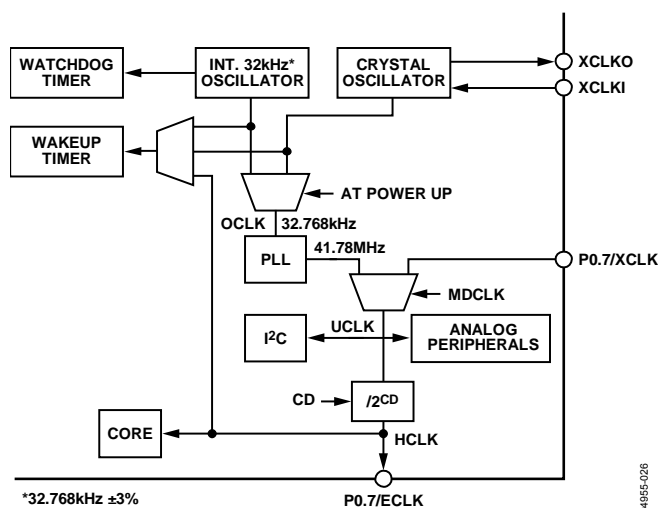 WATCHDOG
TIMER
INT. 32kHz*
OSCILLATOR
CRYSTAL
OSCILLATOR
XCLKO
XCLKI
WAKEUP
TIMER
AT POWER UP
OCLK
32.768kHz
PLL
41.78MHz
P0.7/XCLK
MDCLK
I2C
UCLK
ANALOG
PERIPHERALS
CD
/2CD
CORE
HCLK
*32.768kHz ±3%
P0.7/ECLK
4955-026